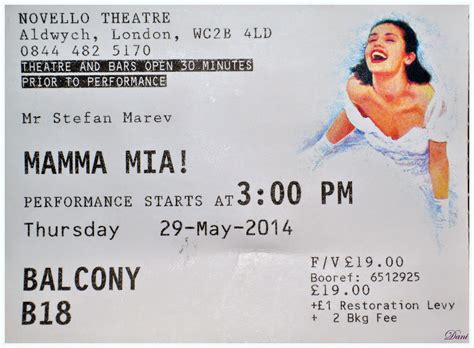 NOVELLO THEATRE
Aldwych, London, WC2B 4LD
0844 482 5170
THEATRE AND BARS OPEN 30 MINUTES
PRIOR TO PERFORMANCE
Mr Stefan Marev
MAMMA MIA!
PERFORMANCE STARTS AT 3:00 PM
Thursday 29-May-2014
BALCONY
B18
F/V £19.00
Booref: 6512925
£19.00
+£1 Restoration Levy
+ 2 Bkg Fee
Dani